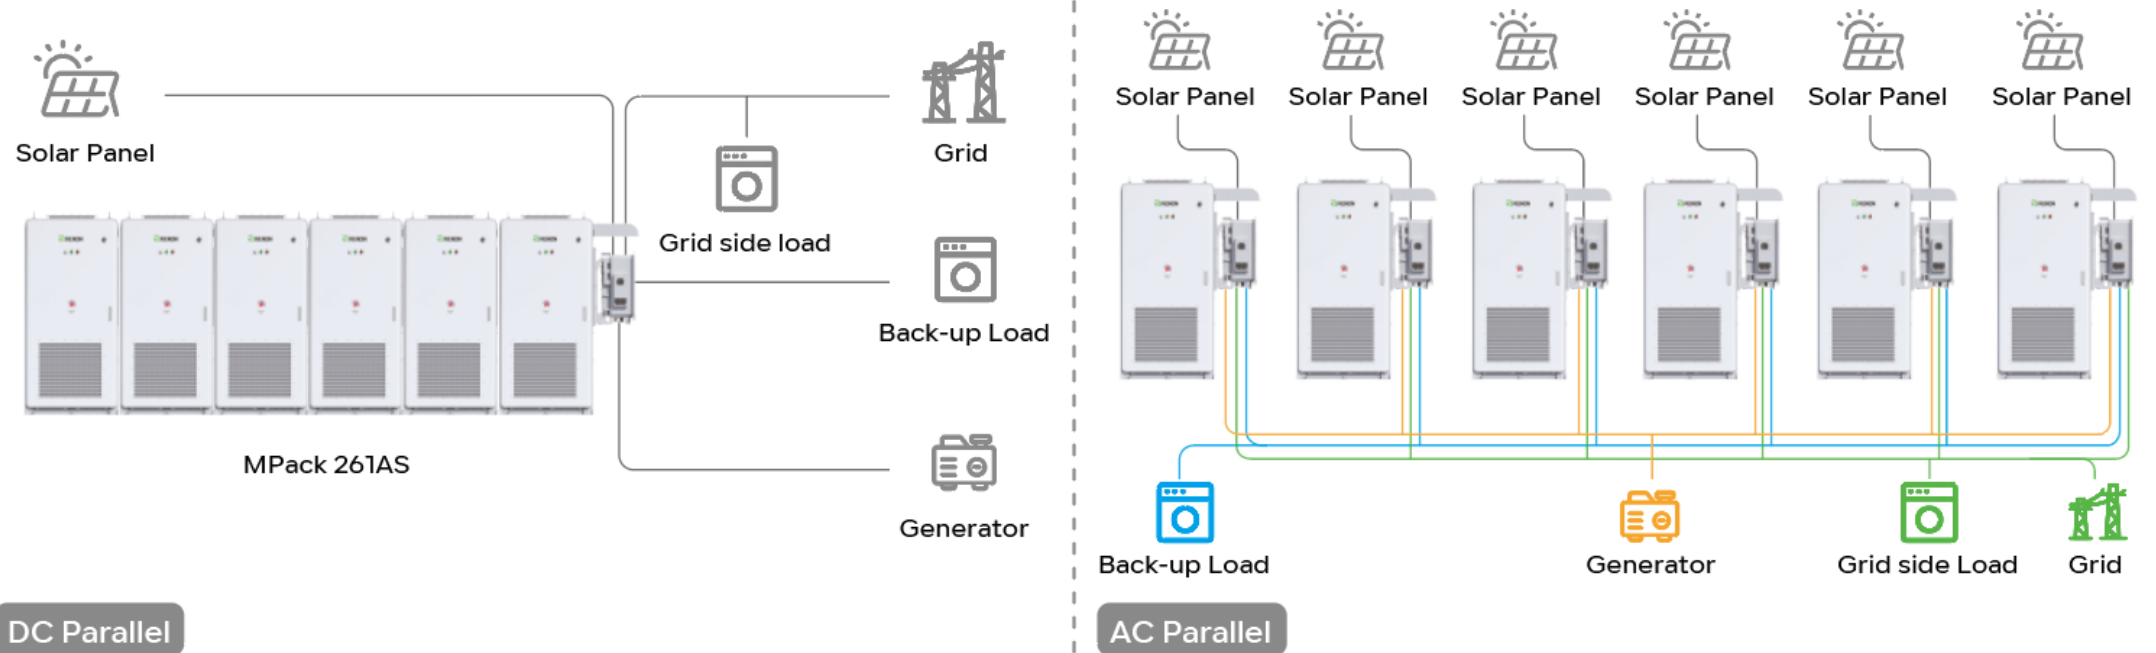 Solar Panel
Grid
Grid side load
Back-up Load
MPack 261AS
Generator
DC Parallel
Solar Panel
Solar Panel
Solar Panel
Solar Panel
Solar Panel
Solar Panel
Back-up Load
Generator
Grid side Load
Grid
AC Parallel